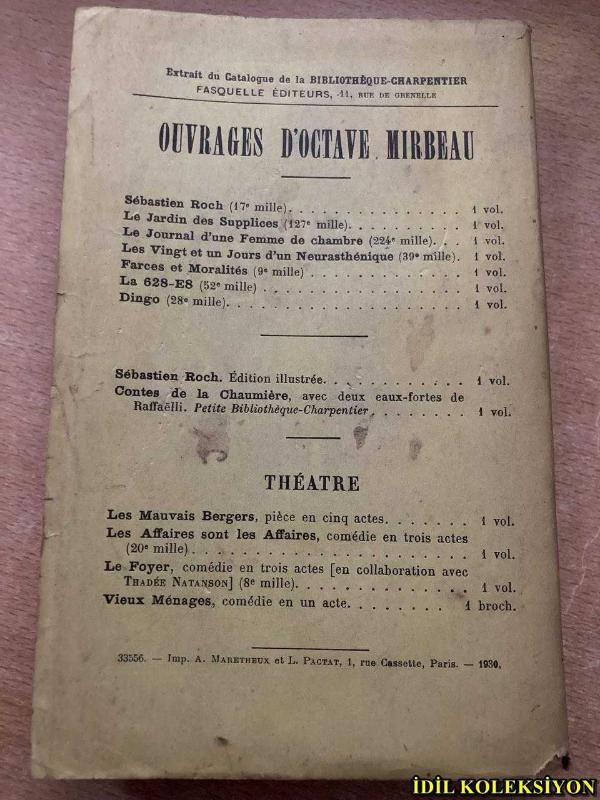 Extrait du Catalogue de la BIBLIOTHÈQUE-CHARPENTIER
FASQUELLE ÉDITEURS, 11, RUE DE GRENELLE
OUVRAGES D'OCTAVE MIRBEAU
Sébastien Roch (17e mille). . . . . . . . . . . . . . . . 1 vol.
Le Jardin des Supplices (127e mille). . . . . . . . . . . 1 vol.
Le Journal d'une Femme de chambre (224e mille). . . 1 vol.
Les Vingt et un Jours d'un Neurasthénique (39e mille). 1 vol.
Farces et Moralités (9e mille) . . . . . . . . . . . . . . 1 vol.
La 628-E8 (52e mille) . . . . . . . . . . . . . . . . . . 1 vol.
Dingo (28e mille). . . . . . . . . . . . . . . . . . . . . 1 vol.
Sébastien Roch. Édition illustrée. . . . . . . . . . . . 1 vol.
Contes de la Chaumière, avec deux eaux-fortes de
Raffaëlli. Petite Bibliothèque-Charpentier . . . . . . . 1 vol.
THÉATRE
Les Mauvais Bergers, pièce en cinq actes. . . . . . . 1 vol.
Les Affaires sont les Affaires, comédie en trois actes
(20e mille) . . . . . . . . . . . . . . . . . . . . . . . 1 vol.
Le Foyer, comédie en trois actes [en collaboration avec
THADÉE NATANSON] (8e mille). . . . . . . . . . . . . . 1 vol.
Vieux Ménages, comédie en un acte. . . . . . . . 1 broch.
33556. — Imp. A. MARETHEUX et L. PACTAT, 1, rue Cassette, Paris. — 1930.
İDİL KOLEKSİYON